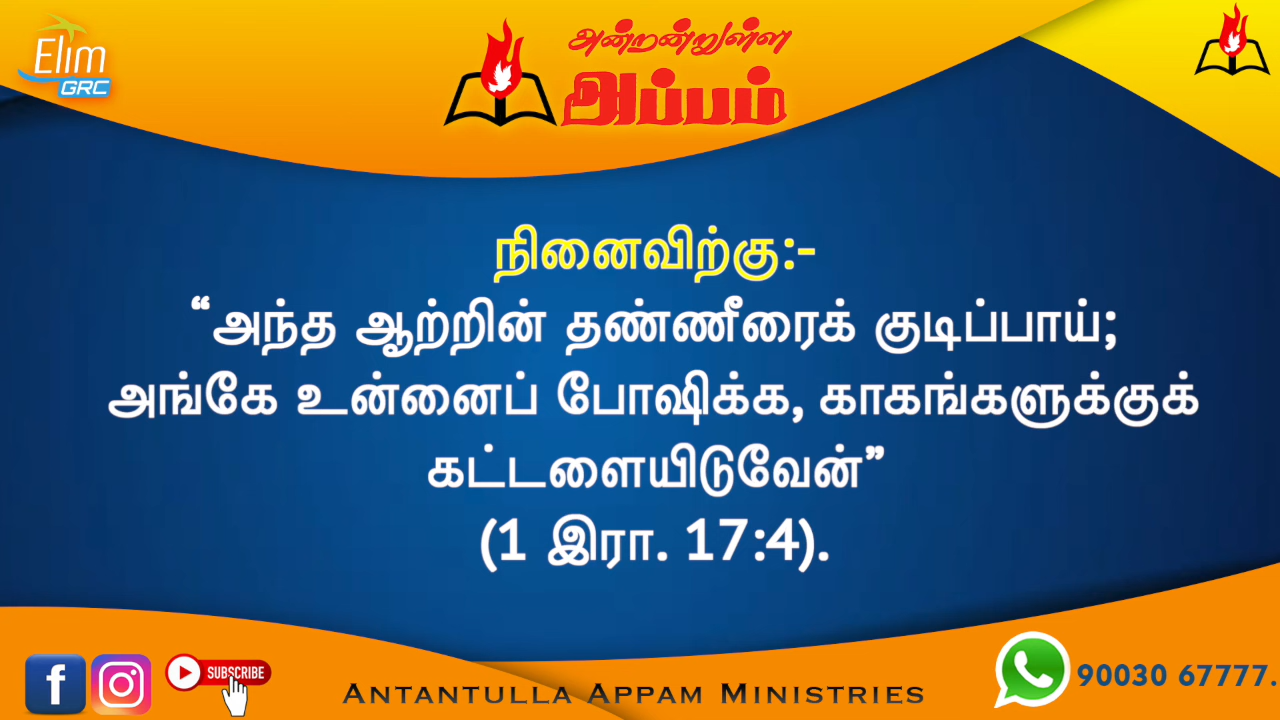 Elim
GRC
அன்றன்றுள்ள
அப்பம்
நினைவிற்கு:-
“அந்த ஆற்றின் தண்ணீரைக் குடிப்பாய்;
அங்கே உன்னைப் போஷிக்க, காகங்களுக்குக்
கட்டளையிடுவேன்”
(1 இரா. 17:4).
f
SUBSCRIBE
ANTANTULLA APPAM MINISTRIES
90003 67777.